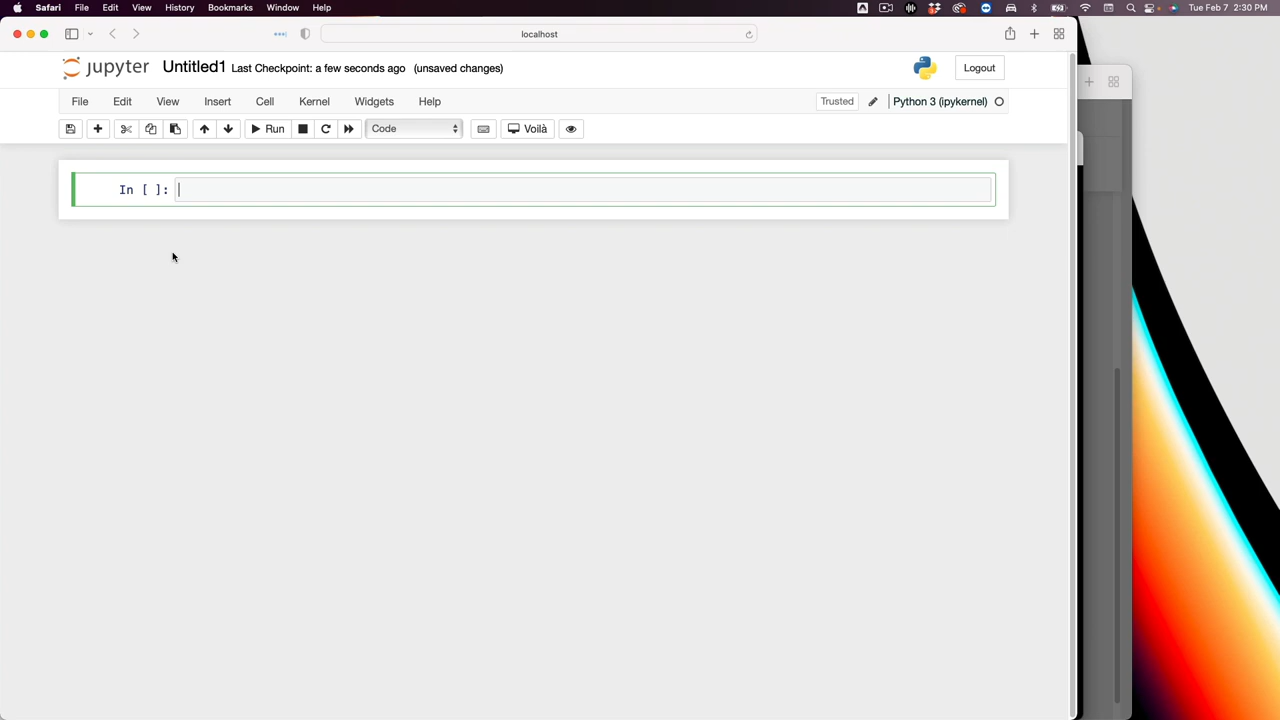 Safari File Edit View History Bookmarks Window Help Tue Feb 7 2:30 PM
localhost
jupyter Untitled1 Last Checkpoint: a few seconds ago (unsaved changes) Logout
File Edit View Insert Cell Kernel Widgets Help Trusted Python 3 (ipykernel)
Run Code Voilà
In [ ]: